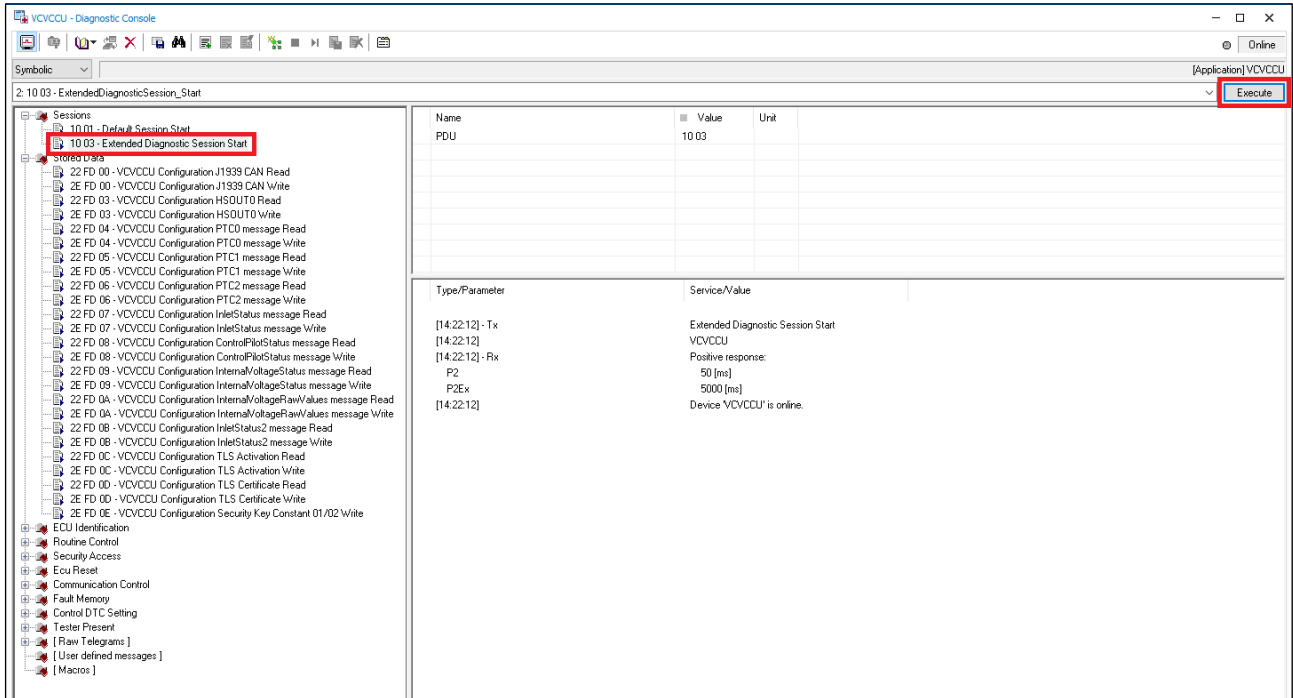 VCVCCU - Diagnostic Console
Online
Symbolic
[Application] VCVCCU
2: 10 03 - ExtendedDiagnosticSession_Start
Execute
Sessions
10 01 - Default Session Start
10 03 - Extended Diagnostic Session Start
Stored Data
22 FD 00 - VCVCCU Configuration J1939 CAN Read
2E FD 00 - VCVCCU Configuration J1939 CAN Write
22 FD 03 - VCVCCU Configuration HSOUT0 Read
2E FD 03 - VCVCCU Configuration HSOUT0 Write
22 FD 04 - VCVCCU Configuration PTC0 message Read
2E FD 04 - VCVCCU Configuration PTC0 message Write
22 FD 05 - VCVCCU Configuration PTC1 message Read
2E FD 05 - VCVCCU Configuration PTC1 message Write
22 FD 06 - VCVCCU Configuration PTC2 message Read
2E FD 06 - VCVCCU Configuration PTC2 message Write
22 FD 07 - VCVCCU Configuration InletStatus message Read
2E FD 07 - VCVCCU Configuration InletStatus message Write
22 FD 08 - VCVCCU Configuration ControlPilotStatus message Read
2E FD 08 - VCVCCU Configuration ControlPilotStatus message Write
22 FD 09 - VCVCCU Configuration InternalVoltageStatus message Read
2E FD 09 - VCVCCU Configuration InternalVoltageStatus message Write
22 FD 0A - VCVCCU Configuration InternalVoltageRawValues message Read
2E FD 0A - VCVCCU Configuration InternalVoltageRawValues message Write
22 FD 0B - VCVCCU Configuration InletStatus2 message Read
2E FD 0B - VCVCCU Configuration InletStatus2 message Write
22 FD 0C - VCVCCU Configuration TLS Activation Read
2E FD 0C - VCVCCU Configuration TLS Activation Write
22 FD 0D - VCVCCU Configuration TLS Certificate Read
2E FD 0D - VCVCCU Configuration TLS Certificate Write
2E FD 0E - VCVCCU Configuration Security Key Constant 01/02 Write
ECU Identification
Routine Control
Security Access
Ecu Reset
Communication Control
Fault Memory
Control DTC Setting
Tester Present
[ Raw Telegrams ]
[ User defined messages ]
[ Macros ]
Name Value Unit
PDU 10 03
Type/Parameter Service/Value
[14:22:12] - Tx Extended Diagnostic Session Start
[14:22:12] VCVCCU
[14:22:12] - Rx Positive response:
P2 50 [ms]
P2Ex 5000 [ms]
[14:22:12] Device 'VCVCCU' is online.